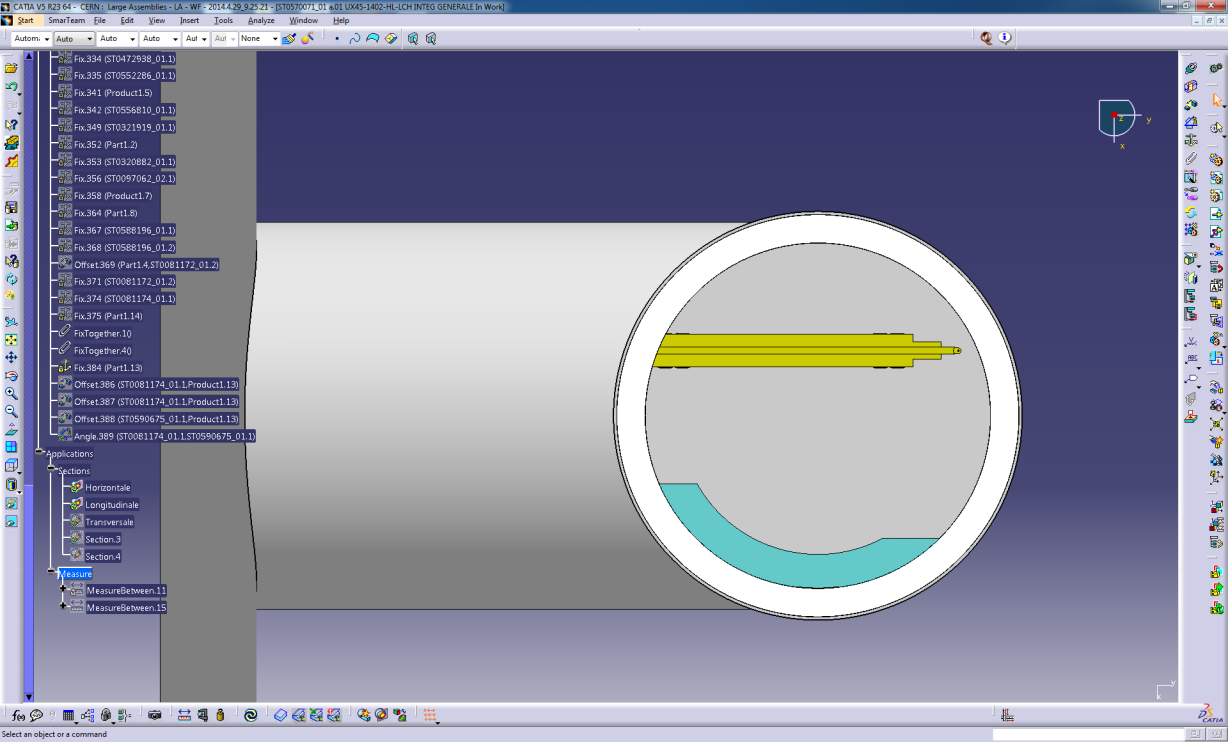 CATIA V5 R23 64 - CERN : Large Assemblies - LA - WF - 2014.4.29_9.25.21 - [ST0570071_01 a.01 UX45-1402-HL-LCH INTEG GENERALE In Work]
Start SmarTeam File Edit View Insert Tools Analyze Window Help
Autom: Auto Auto Auto Aut Aut None
Fix.334 (ST0472938_01.1)
Fix.335 (ST0552286_01.1)
Fix.341 (Product1.5)
Fix.342 (ST0556810_01.1)
Fix.349 (ST0321919_01.1)
Fix.352 (Part1.2)
Fix.353 (ST0320882_01.1)
Fix.356 (ST0097062_02.1)
Fix.358 (Product1.7)
Fix.364 (Part1.8)
Fix.367 (ST0588196_01.1)
Fix.368 (ST0588196_01.2)
Offset.369 (Part1.4,ST0081172_01.2)
Fix.371 (ST0081172_01.2)
Fix.374 (ST0081174_01.1)
Fix.375 (Part1.14)
FixTogether.1()
FixTogether.4()
Fix.384 (Part1.13)
Offset.386 (ST0081174_01.1,Product1.13)
Offset.387 (ST0081174_01.1,Product1.13)
Offset.388 (ST0590675_01.1,Product1.13)
Angle.389 (ST0081174_01.1,ST0590675_01.1)
Applications
Sections
Horizontale
Longitudinale
Transversale
Section.3
Section.4
Measure
MeasureBetween.11
MeasureBetween.15
z
y
x
y
x
f(x)
CATIA
Select an object or a command